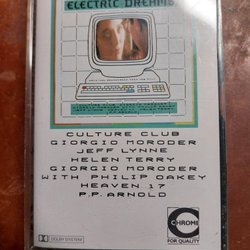 ELECTRIC DREAMS
CULTURE CLUB
GIORGIO MORODER
JEFF LYNNE
HELEN TERRY
GIORGIO MORODER
WITH PHILIP OAKEY
HEAVEN 17
P.P. ARNOLD
DOLBY SYSTEM
CHROME
FOR QUALITY